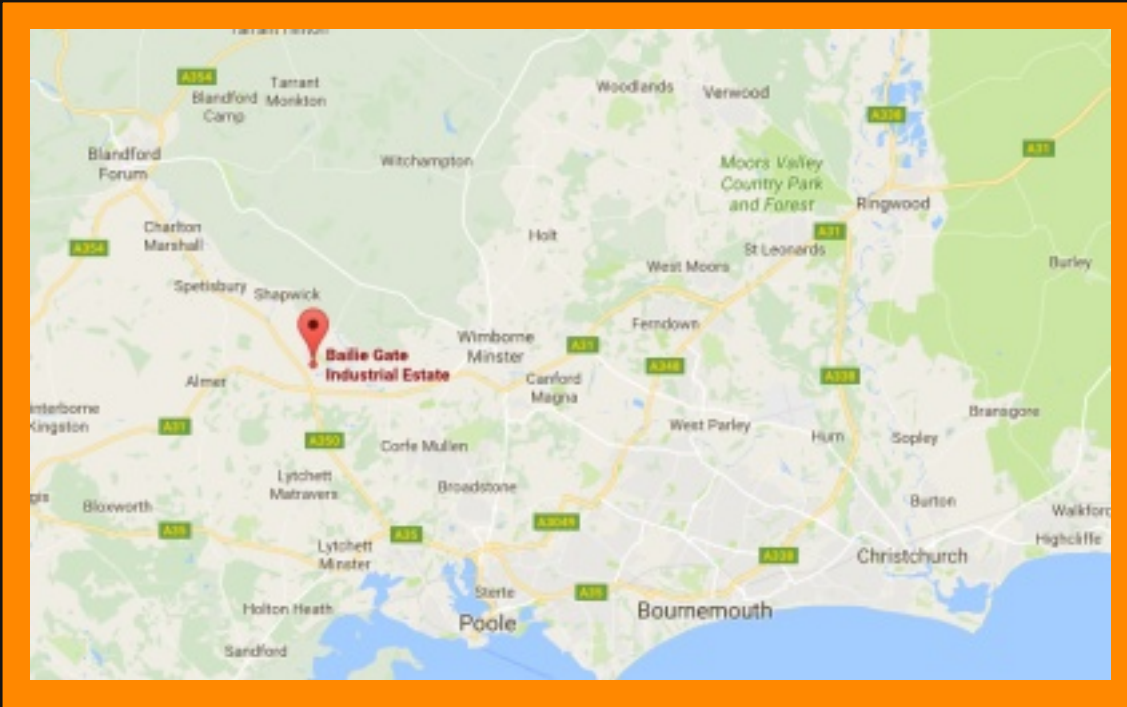 A354
Tarrant
Monkton
Blandford
Camp
Woodlands
Verwood
A338
A31
Blandford
Forum
Witchampton
Moors Valley
Country Park
and Forest
Ringwood
Charlton
Marshall
A354
Holt
A31
St Leonards
West Moors
Burley
Spetisbury
Shapwick
Ferndown
Wimborne
Minster
A31
Bailie Gate
Industrial Estate
A348
A338
Almer
Canford
Magna
interborne
Kingston
A31
A350
Corfe Mullen
West Parley
Hurn
Sopley
Bransgore
Lytchett
Matravers
Broadstone
gis
Bloxworth
Burton
Walkford
A35
A35
A3049
Highcliffe
Lytchett
Minster
A338
Christchurch
Sterte
A35
Holton Heath
Poole
Bournemouth
Sandford